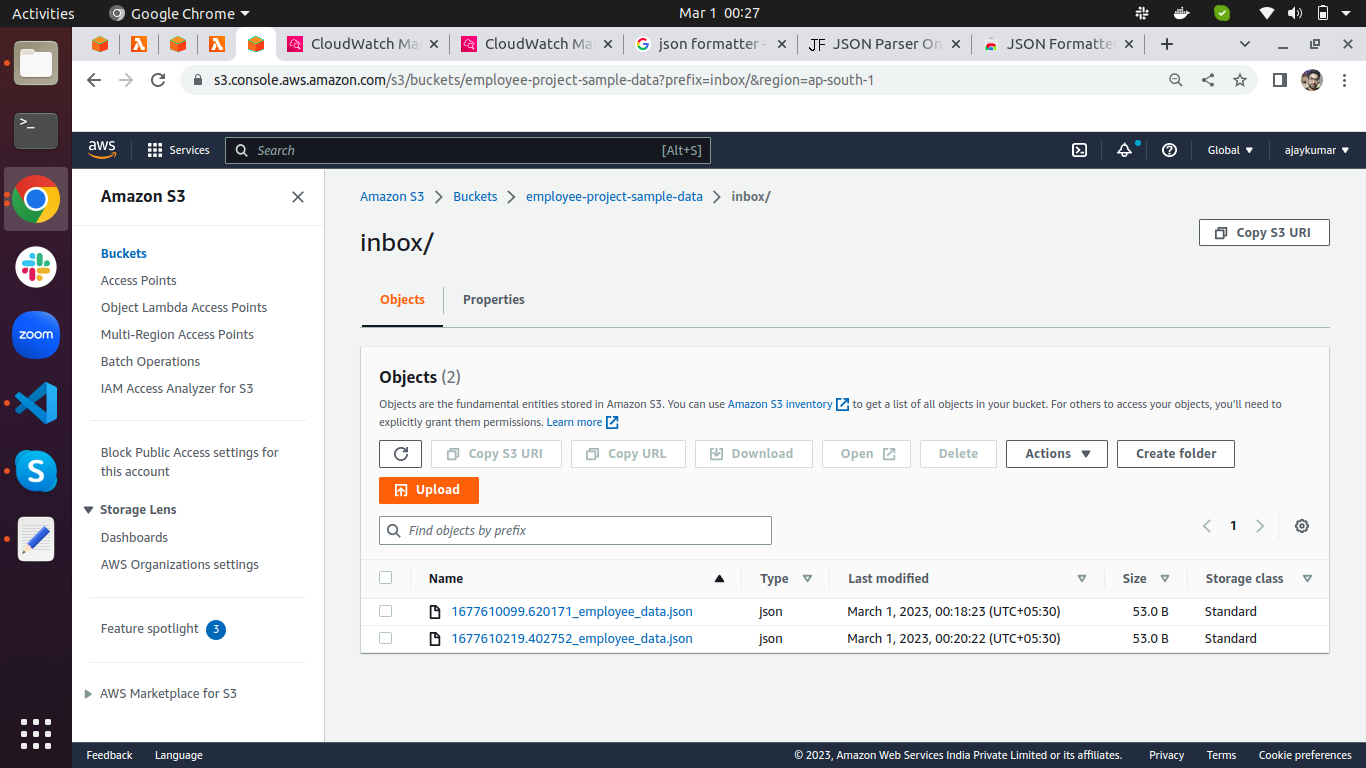 Activities
Google Chrome
Mar 1 00:27
CloudWatch Ma
CloudWatch Ma
json formatter -
JSON Parser On
JSON Formatte
s3.console.aws.amazon.com/s3/buckets/employee-project-sample-data?prefix=inbox/&region=ap-south-1
aws
Services
Search
[Alt+S]
Global
ajaykumar
Amazon S3
Buckets
Access Points
Object Lambda Access Points
Multi-Region Access Points
Batch Operations
IAM Access Analyzer for S3
Block Public Access settings for
this account
Storage Lens
Dashboards
AWS Organizations settings
Feature spotlight 3
AWS Marketplace for S3
Amazon S3 > Buckets > employee-project-sample-data > inbox/
inbox/
Copy S3 URI
Objects
Properties
Objects (2)
Objects are the fundamental entities stored in Amazon S3. You can use Amazon S3 inventory to get a list of all objects in your bucket. For others to access your objects, you'll need to
explicitly grant them permissions. Learn more
Copy S3 URI
Copy URL
Download
Open
Delete
Actions
Create folder
Upload
Find objects by prefix
1
Name Type Last modified Size Storage class
1677610099.620171_employee_data.json json March 1, 2023, 00:18:23 (UTC+05:30) 53.0 B Standard
1677610219.402752_employee_data.json json March 1, 2023, 00:20:22 (UTC+05:30) 53.0 B Standard
zoom
Feedback
Language
© 2023, Amazon Web Services India Private Limited or its affiliates.
Privacy
Terms
Cookie preferences